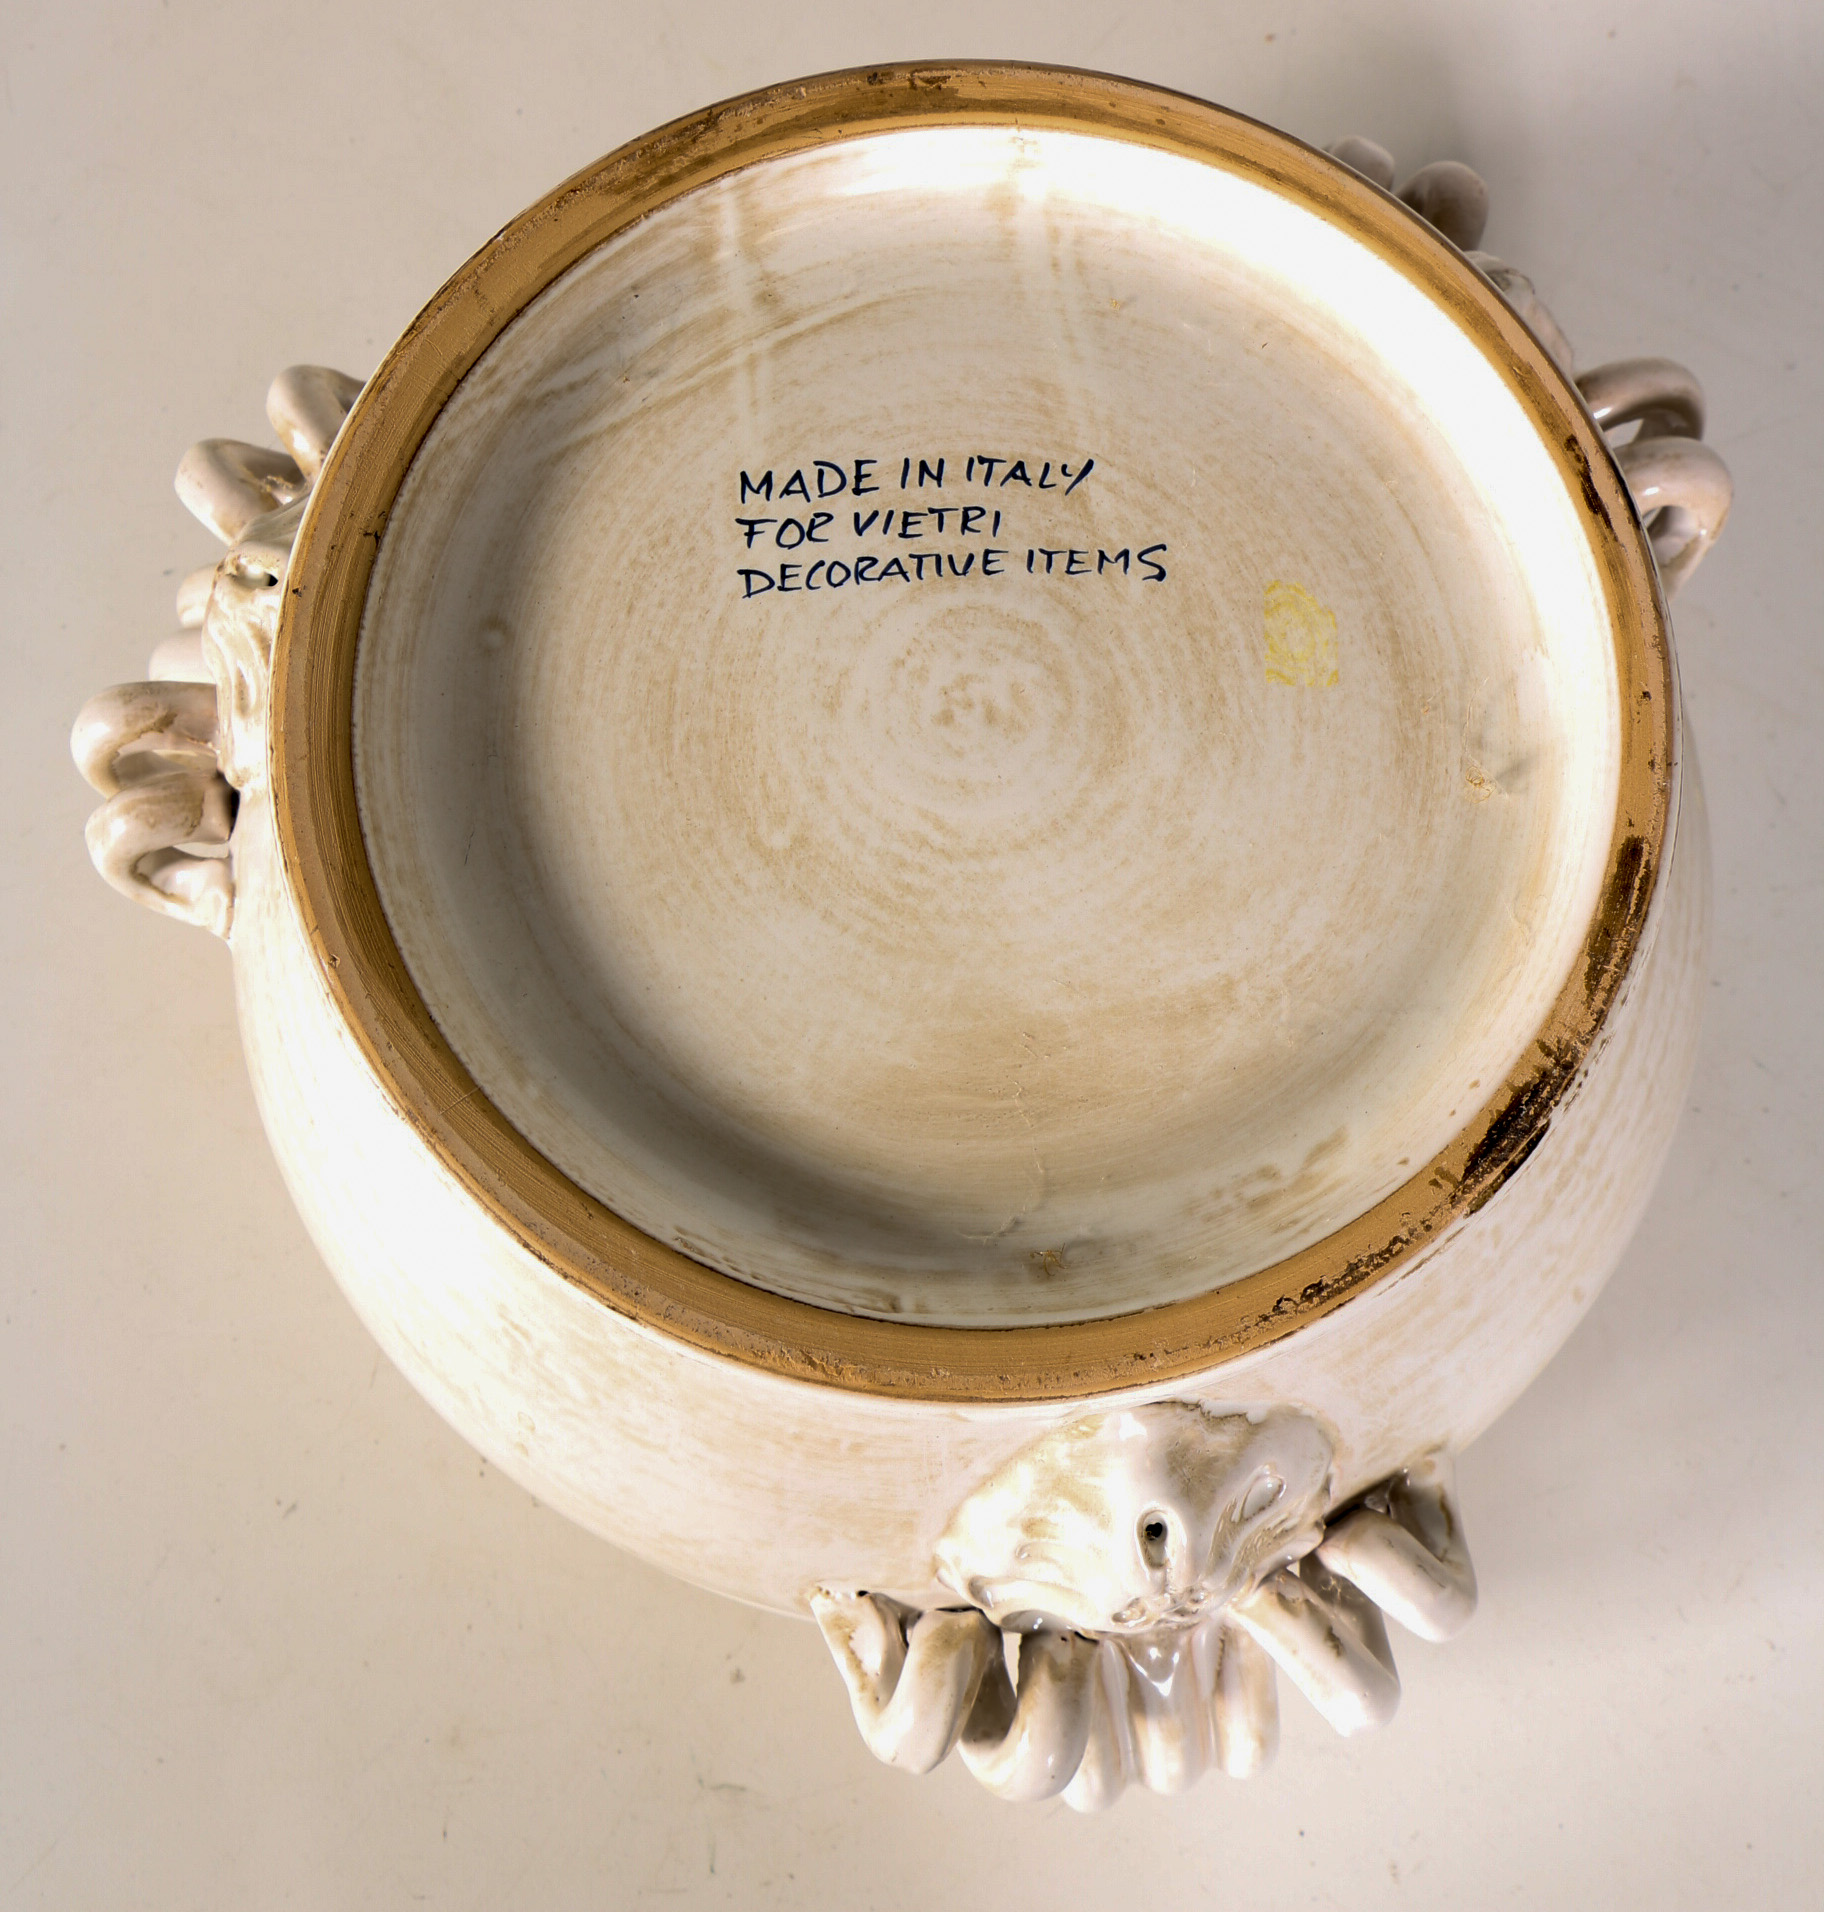 MADE IN ITALY
FOR VIETRI
DECORATIVE ITEMS